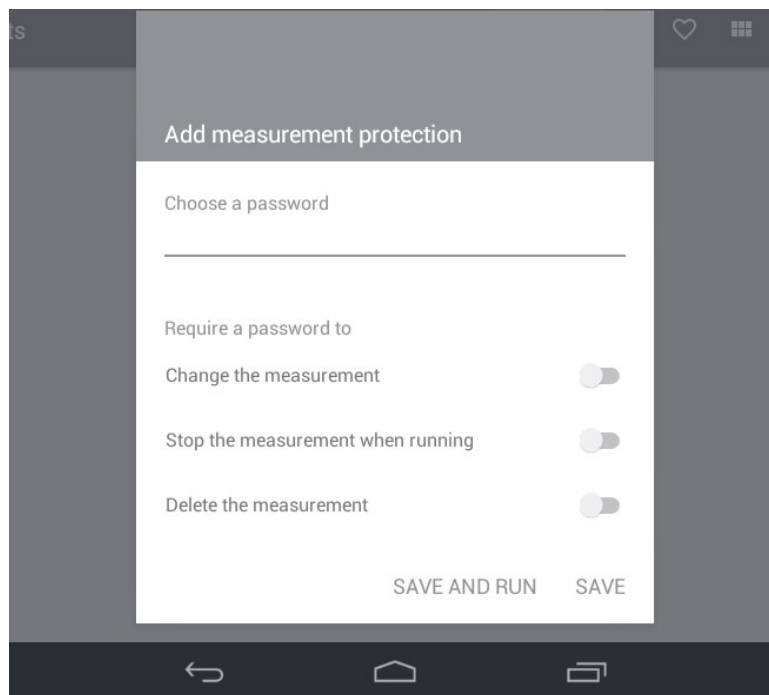 ts
Add measurement protection
Choose a password
Require a password to
Change the measurement
Stop the measurement when running
Delete the measurement
SAVE AND RUN SAVE